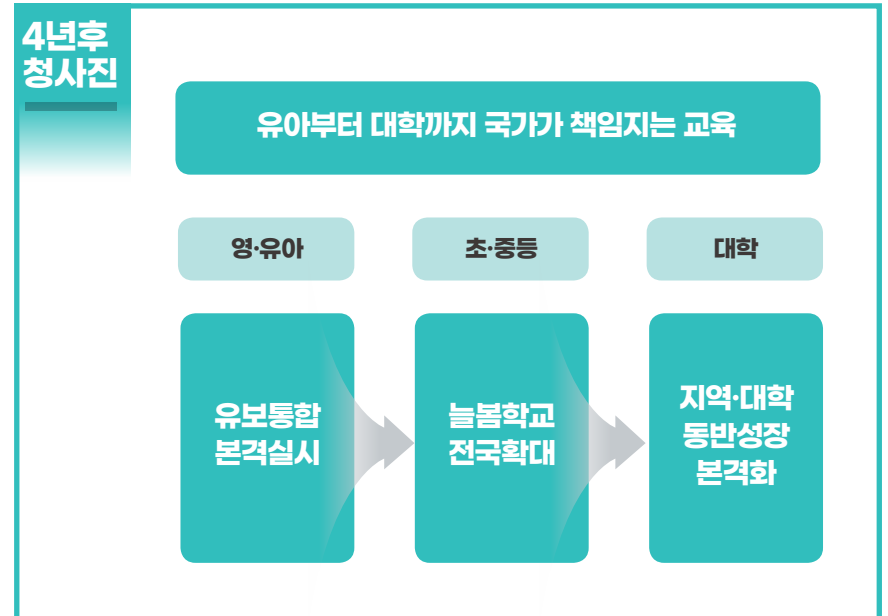 4년후
청사진
유아부터 대학까지 국가가 책임지는 교육
영·유아
초·중등
대학
유보통합
본격실시
늘봄학교
전국확대
지역·대학
동반성장
본격화